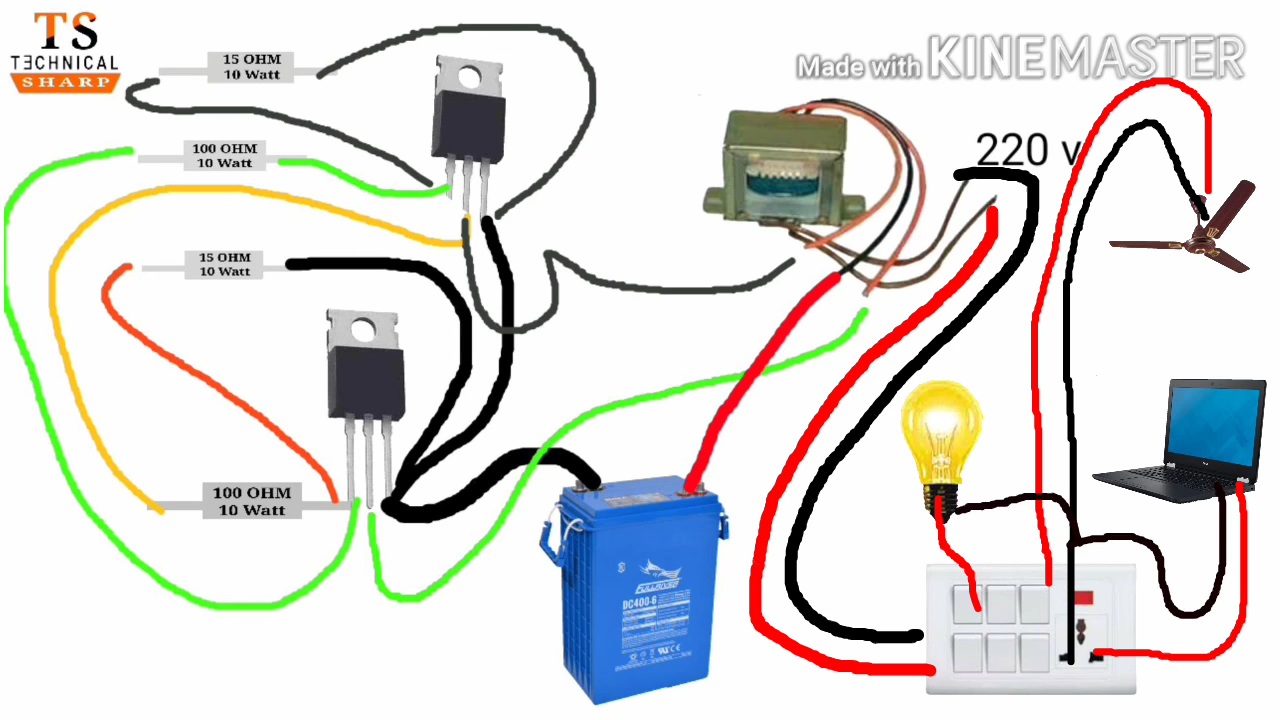 TS
TECHNICAL
SHARP
15 OHM
10 Watt
Made with KINEMASTER
100 OHM
10 Watt
220 v
15 OHM
10 Watt
100 OHM
10 Watt
FULLRIVER
DC400-6